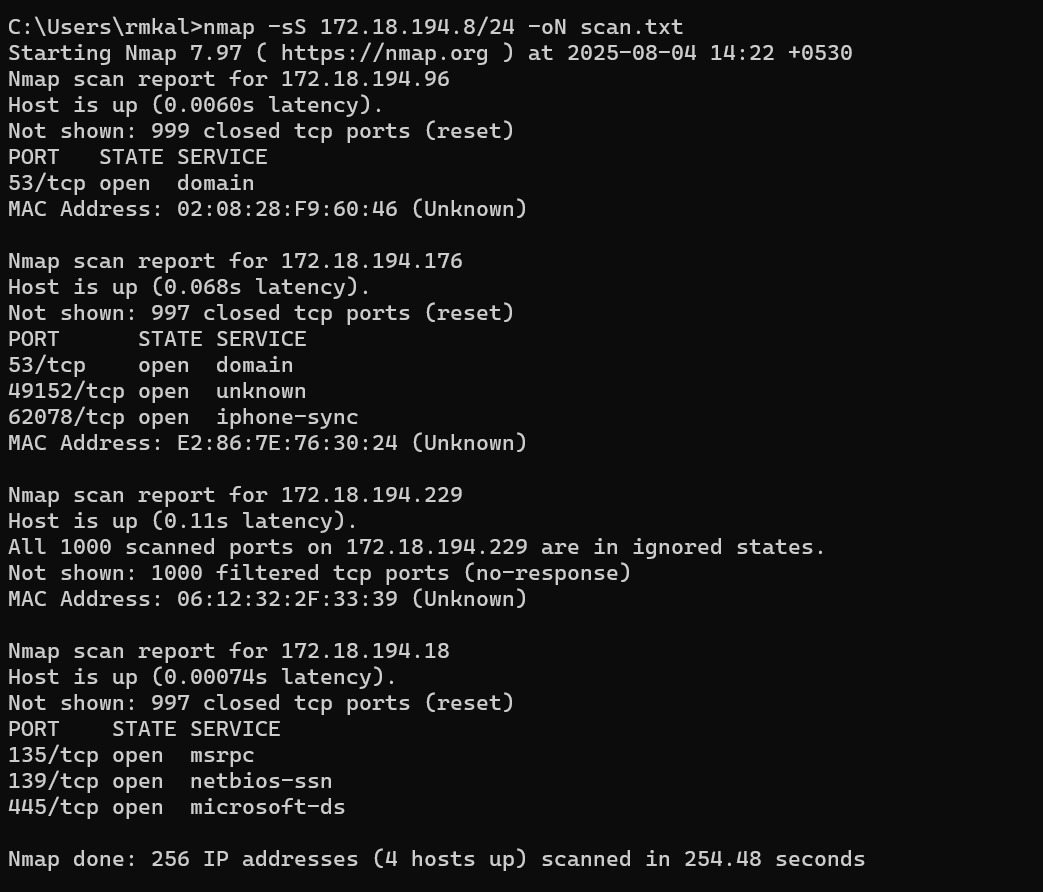 C:\Users\rmkal>nmap -sS 172.18.194.8/24 -oN scan.txt
Starting Nmap 7.97 ( https://nmap.org ) at 2025-08-04 14:22 +0530
Nmap scan report for 172.18.194.96
Host is up (0.0060s latency).
Not shown: 999 closed tcp ports (reset)
PORT   STATE SERVICE
53/tcp open  domain
MAC Address: 02:08:28:F9:60:46 (Unknown)

Nmap scan report for 172.18.194.176
Host is up (0.068s latency).
Not shown: 997 closed tcp ports (reset)
PORT      STATE SERVICE
53/tcp    open  domain
49152/tcp open  unknown
62078/tcp open  iphone-sync
MAC Address: E2:86:7E:76:30:24 (Unknown)

Nmap scan report for 172.18.194.229
Host is up (0.11s latency).
All 1000 scanned ports on 172.18.194.229 are in ignored states.
Not shown: 1000 filtered tcp ports (no-response)
MAC Address: 06:12:32:2F:33:39 (Unknown)

Nmap scan report for 172.18.194.18
Host is up (0.00074s latency).
Not shown: 997 closed tcp ports (reset)
PORT    STATE SERVICE
135/tcp open  msrpc
139/tcp open  netbios-ssn
445/tcp open  microsoft-ds

Nmap done: 256 IP addresses (4 hosts up) scanned in 254.48 seconds